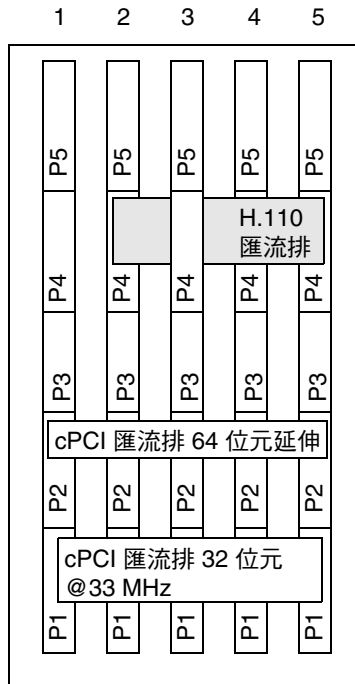 1 2 3 4 5
P5 P5 P5 P5 P5
H.110
匯流排
P4 P4 P4 P4 P4
P3 P3 P3 P3 P3
cPCI 匯流排 64 位元延伸
P2 P2 P2 P2 P2
cPCI 匯流排 32 位元
@33 MHz
P1 P1 P1 P1 P1